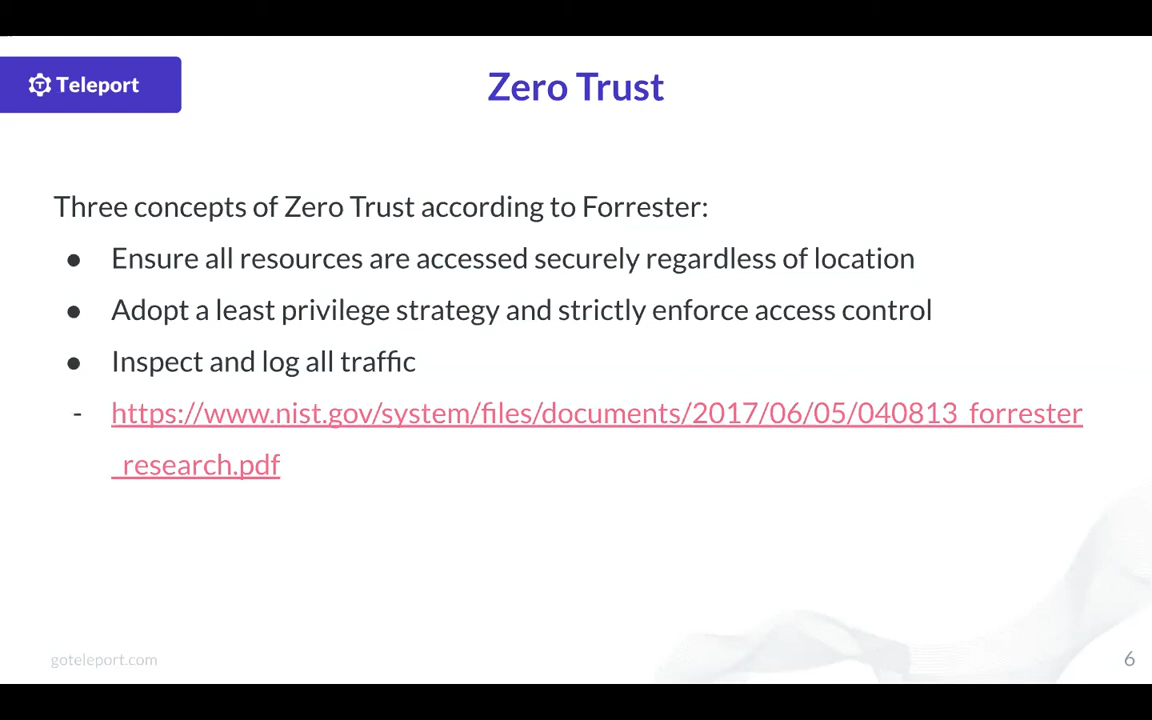 Teleport
Zero Trust
Three concepts of Zero Trust according to Forrester:
● Ensure all resources are accessed securely regardless of location
● Adopt a least privilege strategy and strictly enforce access control
● Inspect and log all traffic
- https://www.nist.gov/system/files/documents/2017/06/05/040813_forrester
_research.pdf
goteleport.com
6